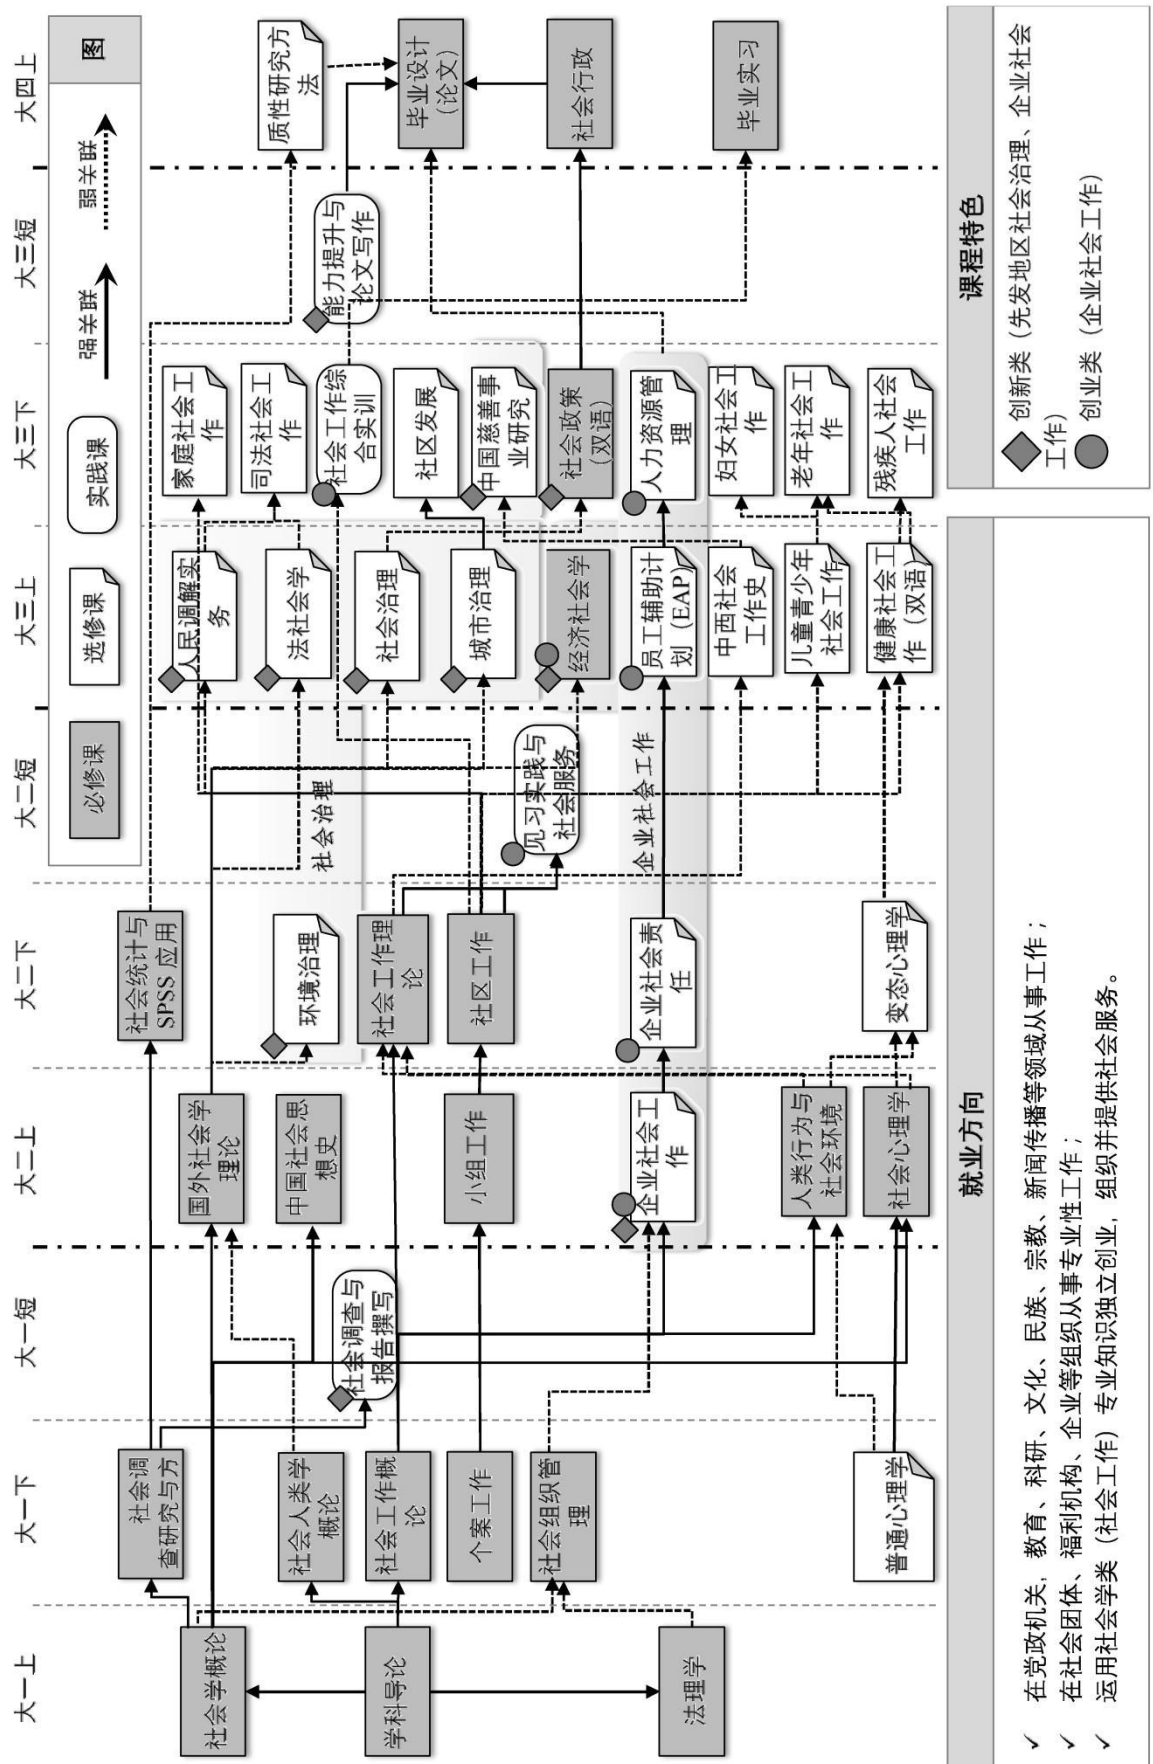 大一上
大一下
大一短
大二上
大二下
大二短
大三上
大三下
大三短
大四上
必修课
选修课
实践课
强关联
弱关联
图
社会学概论
学科导论
法理学
社会调
查研究与方
社会人类学
概论
社会工作概
论
个案工作
社会组织管
理
普通心理学
社会调查与
报告撰写
国外社会学
理论
中国社会思
想史
小组工作
企业社会工
作
人类行为与
社会环境
社会心理学
社会统计与
SPSS 应用
环境治理
社会工作理
论
社区工作
企业社会责
任
变态心理学
社会治理
见习实践与
社会服务
企业社会工作
人民调解实
务
法社会学
社会治理
城市治理
经济社会学
员工辅助计
划（EAP）
中西社会
工作史
儿童青少年
社会工作
健康社会工
作（双语）
家庭社会工
作
司法社会工
作
社会工作综
合实训
社区发展
中国慈善事
业研究
社会政策
（双语）
人力资源管
理
妇女社会工
作
老年社会工
作
残疾人社会
工作
能力提升与
论文写作
质性研究方
法
毕业设计
（论文）
社会行政
毕业实习
就业方向
✓ 在党政机关，教育、科研、文化、民族、宗教、新闻传播等领域从事工作；
✓ 在社会团体、福利机构、企业等组织从事专业性工作；
✓ 运用社会学类（社会工作）专业知识独立创业，组织并提供社会服务。
课程特色
创新类（先发地区社会治理、企业社会
工作）
创业类（企业社会工作）